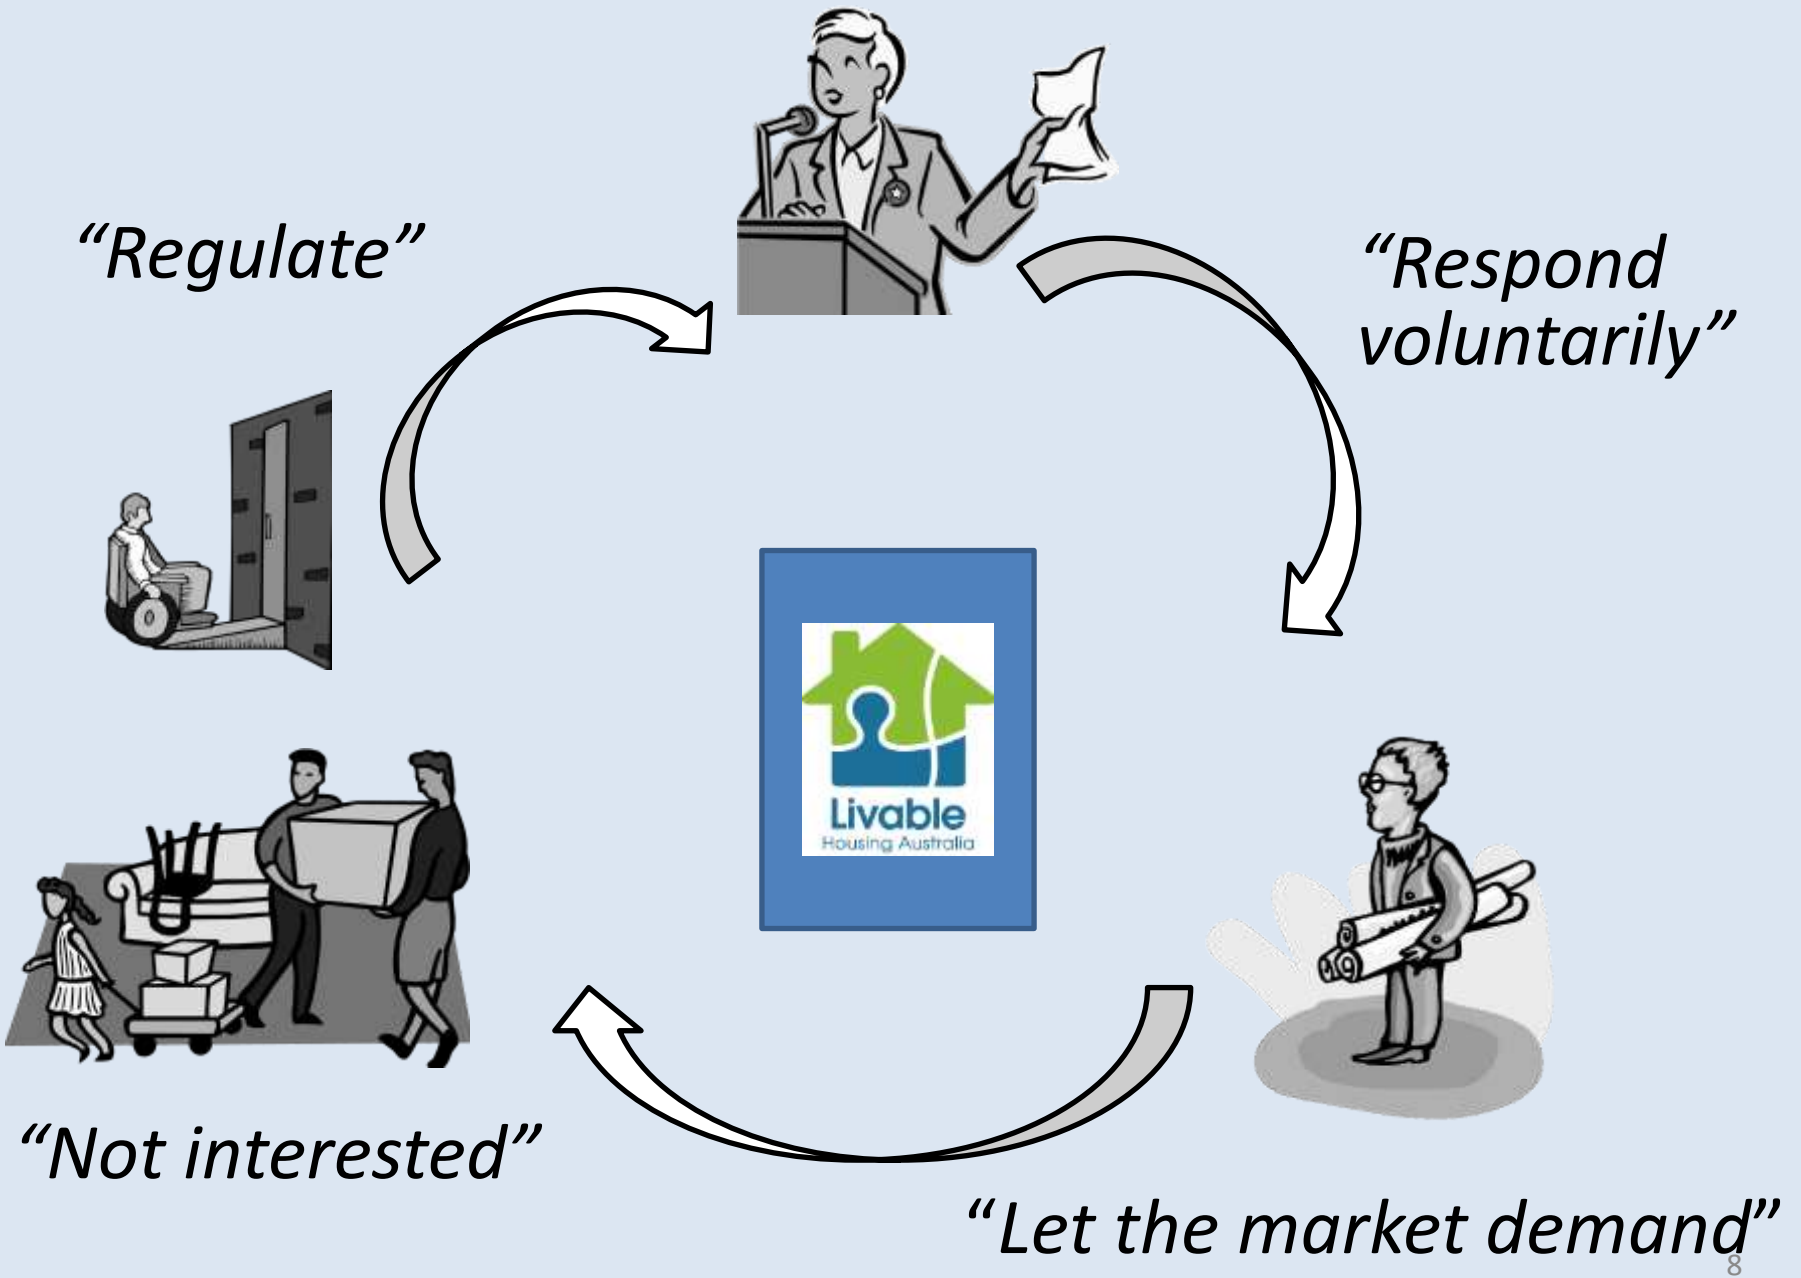 “Regulate”
“Respond
voluntarily”
Livable
Housing Australia
“Not interested”
“Let the market demand”
8